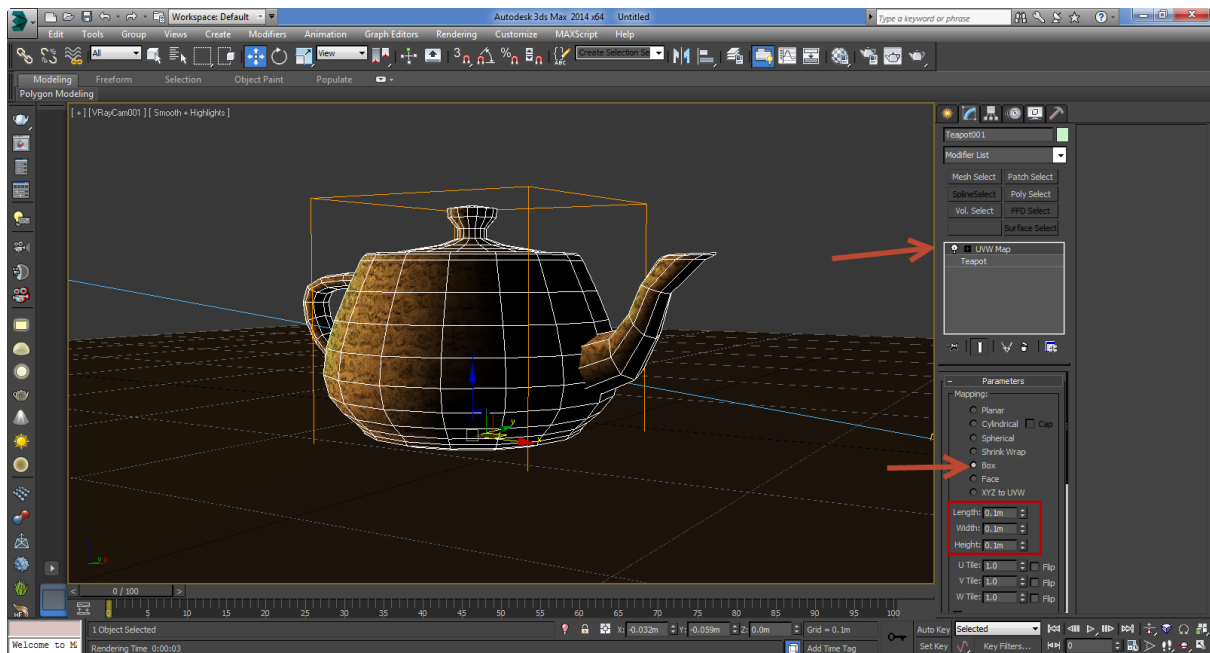 Workspace: Default
Autodesk 3ds Max 2014 x64 Untitled
Type a keyword or phrase
Edit Tools Group Views Create Modifiers Animation Graph Editors Rendering Customize MAXScript Help
All
View
3
%
ABC
Create Selection Se
Modeling Freeform Selection Object Paint Populate
Polygon Modeling
[ + ] [VRayCam001 ] [ Smooth + Highlights ]
Teapot001
Modifier List
Mesh Select Patch Select
SplineSelect Poly Select
Vol. Select FFD Select
Surface Select
UVW Map
Teapot
Parameters
Mapping:
Planar
Cylindrical Cap
Spherical
Shrink Wrap
Box
Face
XYZ to UVW
Length: 0.1m
Width: 0.1m
Height: 0.1m
U Tile: 1.0 Flip
V Tile: 1.0 Flip
W Tile: 1.0 Flip
z
y
x
0 / 100
0 5 10 15 20 25 30 35 40 45 50 55 60 65 70 75 80 85 90 95 100
1 Object Selected
X: -0.032m Y: -0.059m Z: 0.0m
Grid = 0.1m
Auto Key Selected
Welcome to M
Rendering Time 0:00:03
Add Time Tag
Set Key Key Filters... 0